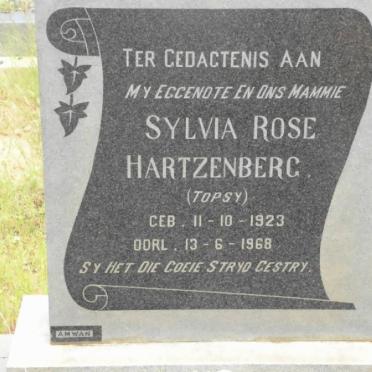 TER GEDAGTENIS AAN
MY EGGENOTE EN ONS MAMMIE
SYLVIA ROSE
HARTZENBERG.
(TOPSY)
GEB. 11-10-1923
OORL. 13-6-1968
SY HET DIE GOEIE STRYD GESTRY.
AMWAN